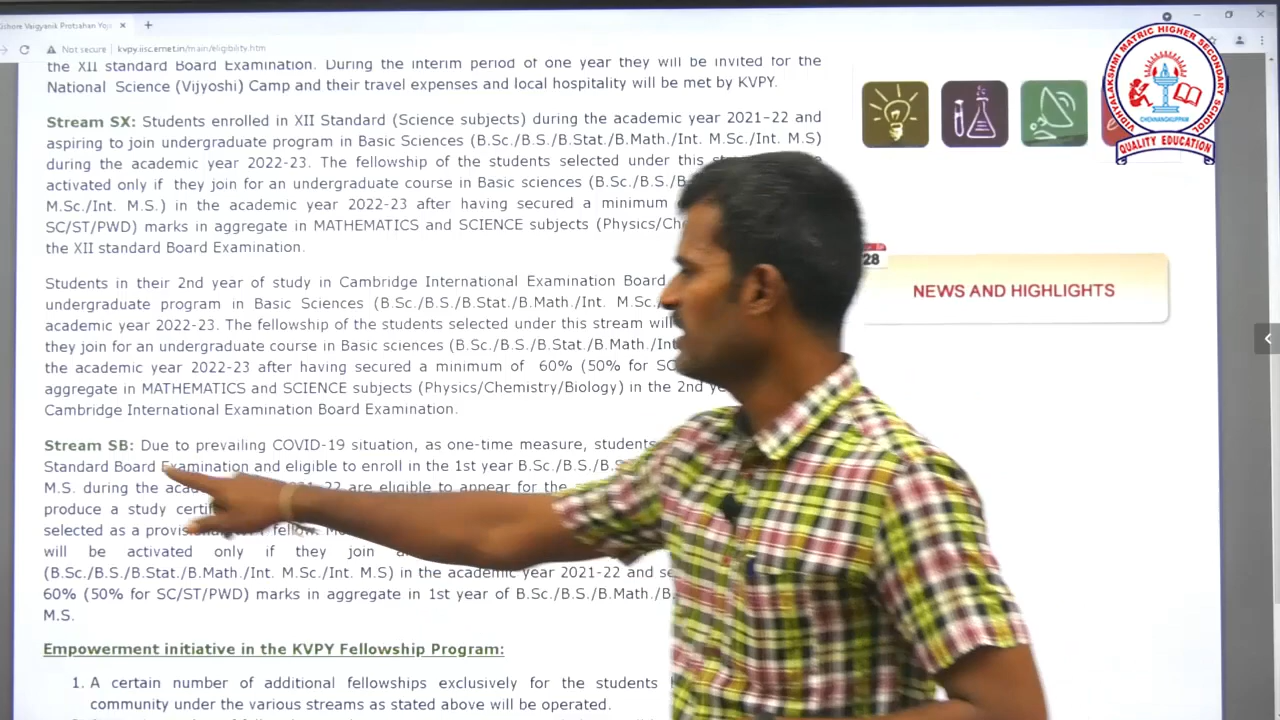 Kishore Vaigyanik Protsahan Yoj
Not secure | kvpy.iisc.ernet.in/main/eligibility.htm
the XII standard Board Examination. During the interim period of one year they will be invited for the
National Science (Vijyoshi) Camp and their travel expenses and local hospitality will be met by KVPY.
Stream SX: Students enrolled in XII Standard (Science Subjects) during the academic year 2021-22 and
aspiring to join undergraduate program in Basic Sciences (B.Sc./B.S./B.Stat./B.Math./Int. M.Sc./Int. M.S)
during the academic year 2022-23. The fellowship of the students selected under this
activated only if they join for an undergraduate course in Basic sciences (B.Sc./B.S./B
M.Sc./Int. M.S.) in the academic year 2022-23 after having secured a minimum
SC/ST/PWD) marks in aggregate in MATHEMATICS and SCIENCE subjects (Physics/Che
the XII standard Board Examination.
Students in their 2nd year of study in Cambridge International Examination Board
undergraduate program in Basic Sciences (B.Sc./B.S./B.Stat./B.Math./Int. M.Sc./
academic year 2022-23. The fellowship of the students selected under this stream will
they join for an undergraduate course in Basic sciences (B.Sc./B.S./B.Stat./B.Math./Int
the academic year 2022-23 after having secured a minimum of 60% (50% for SC
aggregate in MATHEMATICS and SCIENCE subjects (Physics/Chemistry/Biology) in the 2nd
Cambridge International Examination Board Examination.
Stream SB: Due to prevailing COVID-19 situation, as one-time measure, students
Standard Board Examination and eligible to enroll in the 1st year B.Sc./B.S./B.S
M.S. during the 22 are eligible to appear for the
produce a study
selected as a fellow.
will be activated only if they join
(B.Sc./B.S./B.Stat./B.Math./Int. M.Sc./Int. M.S) in the academic year 2021-22 and
60% (50% for SC/ST/PWD) marks in aggregate in 1st year of B.Sc./B.S./B.Math./B.
M.S.
Empowerment initiative in the KVPY Fellowship Program:
1. A certain number of additional fellowships exclusively for the students
community under the various streams as stated above will be operated.
28
NEWS AND HIGHLIGHTS
VIDHYALAKSHMI MATRIC HIGHER SECONDARY SCHOOL
CHENNANGKUPPAM
QUALITY EDUCATION